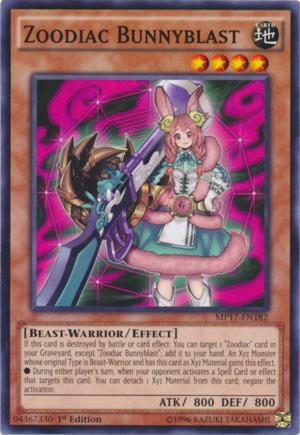 Zoodiac Bunnyblast
EARTH
地
MP17-EN182
[Beast-Warrior/Effect]
If this card is destroyed by battle or card effect: You can target 1 "Zoodiac" card in
your Graveyard, except "Zoodiac Bunnyblast"; add it to your hand. An Xyz Monster
whose original Type is Beast-Warrior and has this card as Xyz Material gains this effect.
● During either player's turn, when your opponent activates a Spell Card or effect
that targets this card: You can detach 1 Xyz Material from this card; negate the
activation.
ATK/ 800 DEF/ 800
04367330 1st Edition ©1996 KAZUKI TAKAHASHI